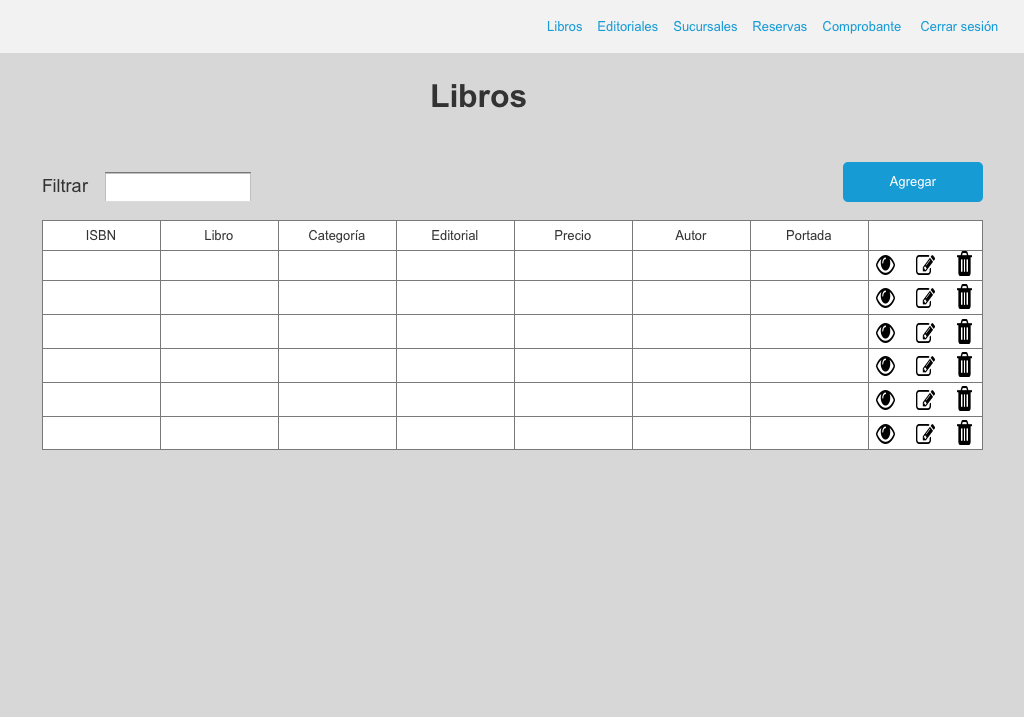 Libros Editoriales Sucursales Reservas Comprobante Cerrar sesión
Libros
Filtrar
Agregar
ISBN Libro Categoría Editorial Precio Autor Portada